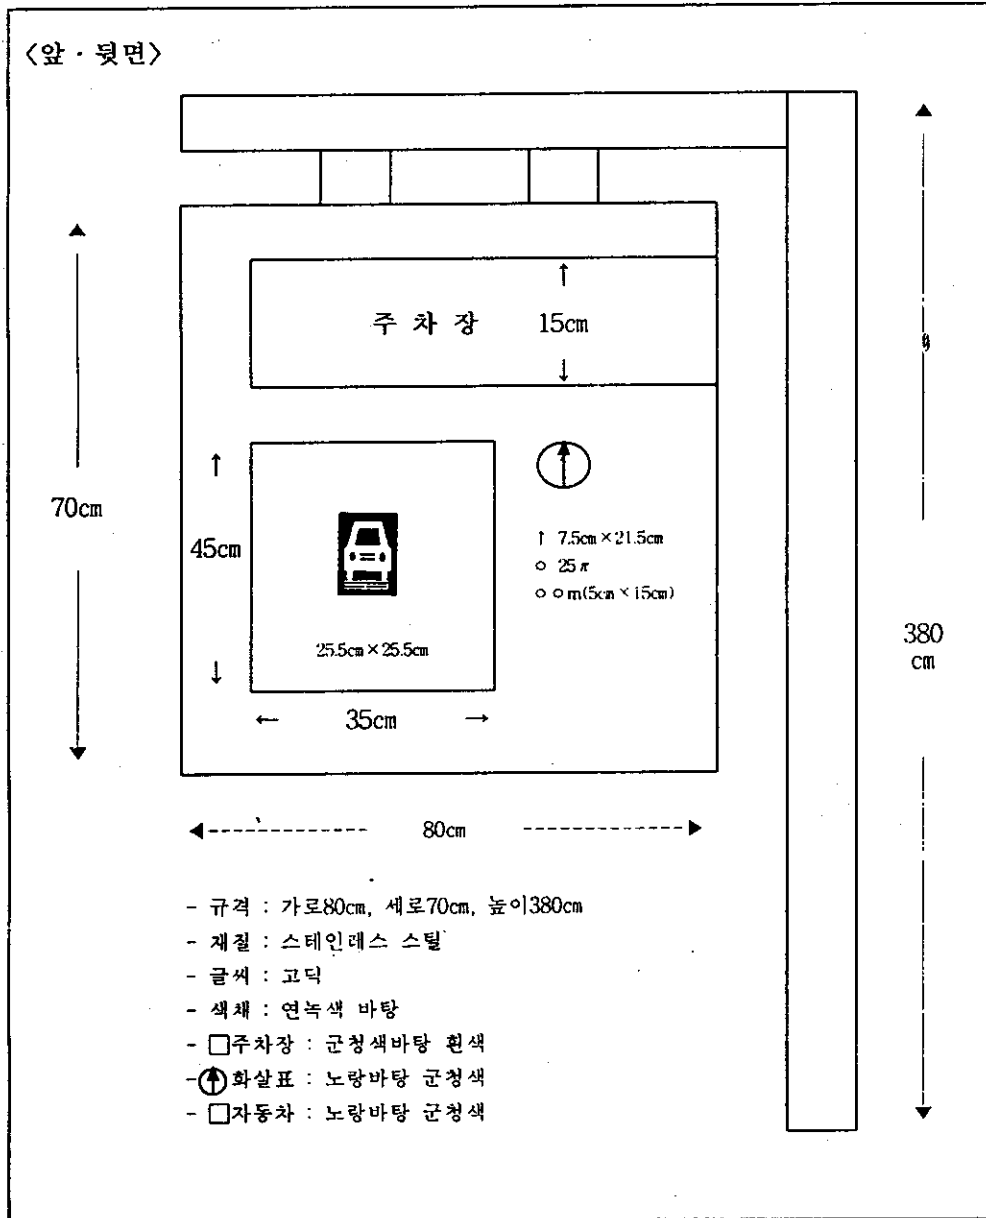 <앞 · 뒷면>
주 차 장
15cm
70cm
45cm
↑ 7.5cm×21.5cm
○ 25π
○ ○ m(5cm×15cm)
25.5cm×25.5cm
35cm
380
cm
80cm
- 규격 : 가로80cm, 세로70cm, 높이380cm
- 재질 : 스테인레스 스틸
- 글씨 : 고딕
- 색채 : 연녹색 바탕
- □주차장 : 군청색바탕 흰색
- 화살표 : 노랑바탕 군청색
- □자동차 : 노랑바탕 군청색